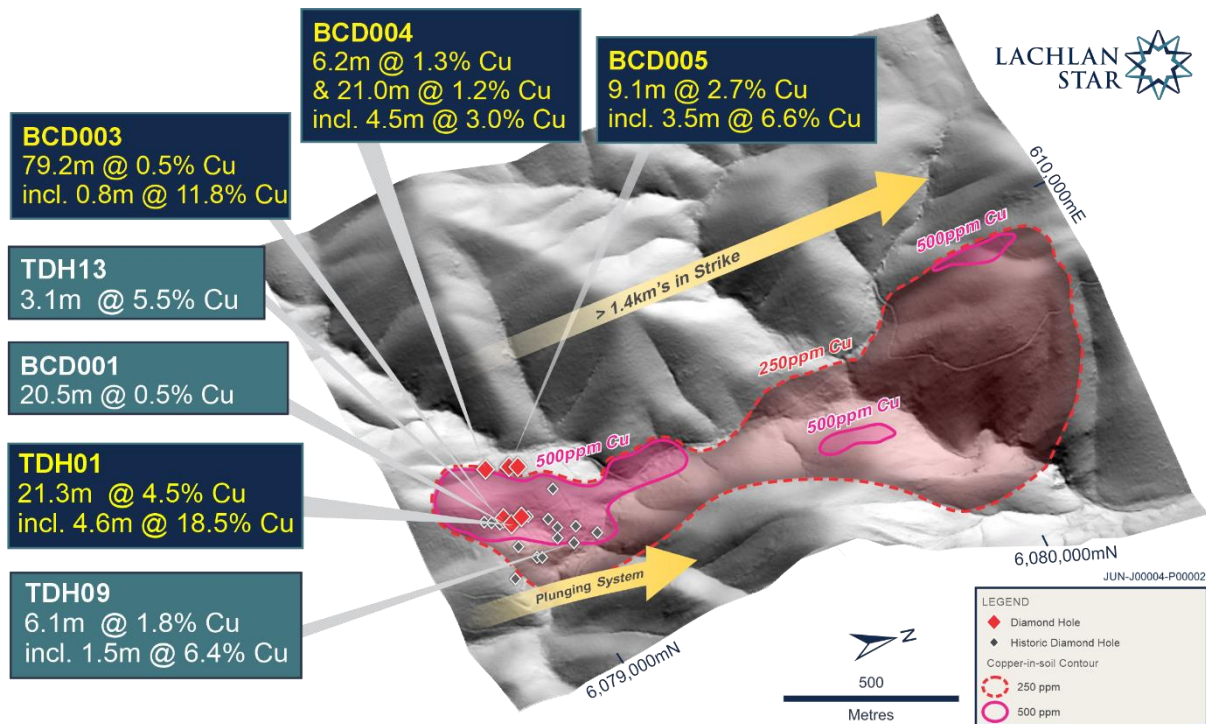 BCD004
6.2m @ 1.3% Cu
& 21.0m @ 1.2% Cu
incl. 4.5m @ 3.0% Cu
BCD005
9.1m @ 2.7% Cu
incl. 3.5m @ 6.6% Cu
LACHLAN
STAR
BCD003
79.2m @ 0.5% Cu
incl. 0.8m @ 11.8% Cu
TDH13
3.1m @ 5.5% Cu
BCD001
20.5m @ 0.5% Cu
TDH01
21.3m @ 4.5% Cu
incl. 4.6m @ 18.5% Cu
TDH09
6.1m @ 1.8% Cu
incl. 1.5m @ 6.4% Cu
610,000mE
500ppm Cu
> 1.4km's in Strike
250ppm Cu
500ppm Cu
500ppm Cu
Plunging System
6,079,000mN
6,080,000mN
JUN-J00004-P00002
N
500
Metres
LEGEND
Diamond Hole
Historic Diamond Hole
Copper-in-soil Contour
250 ppm
500 ppm